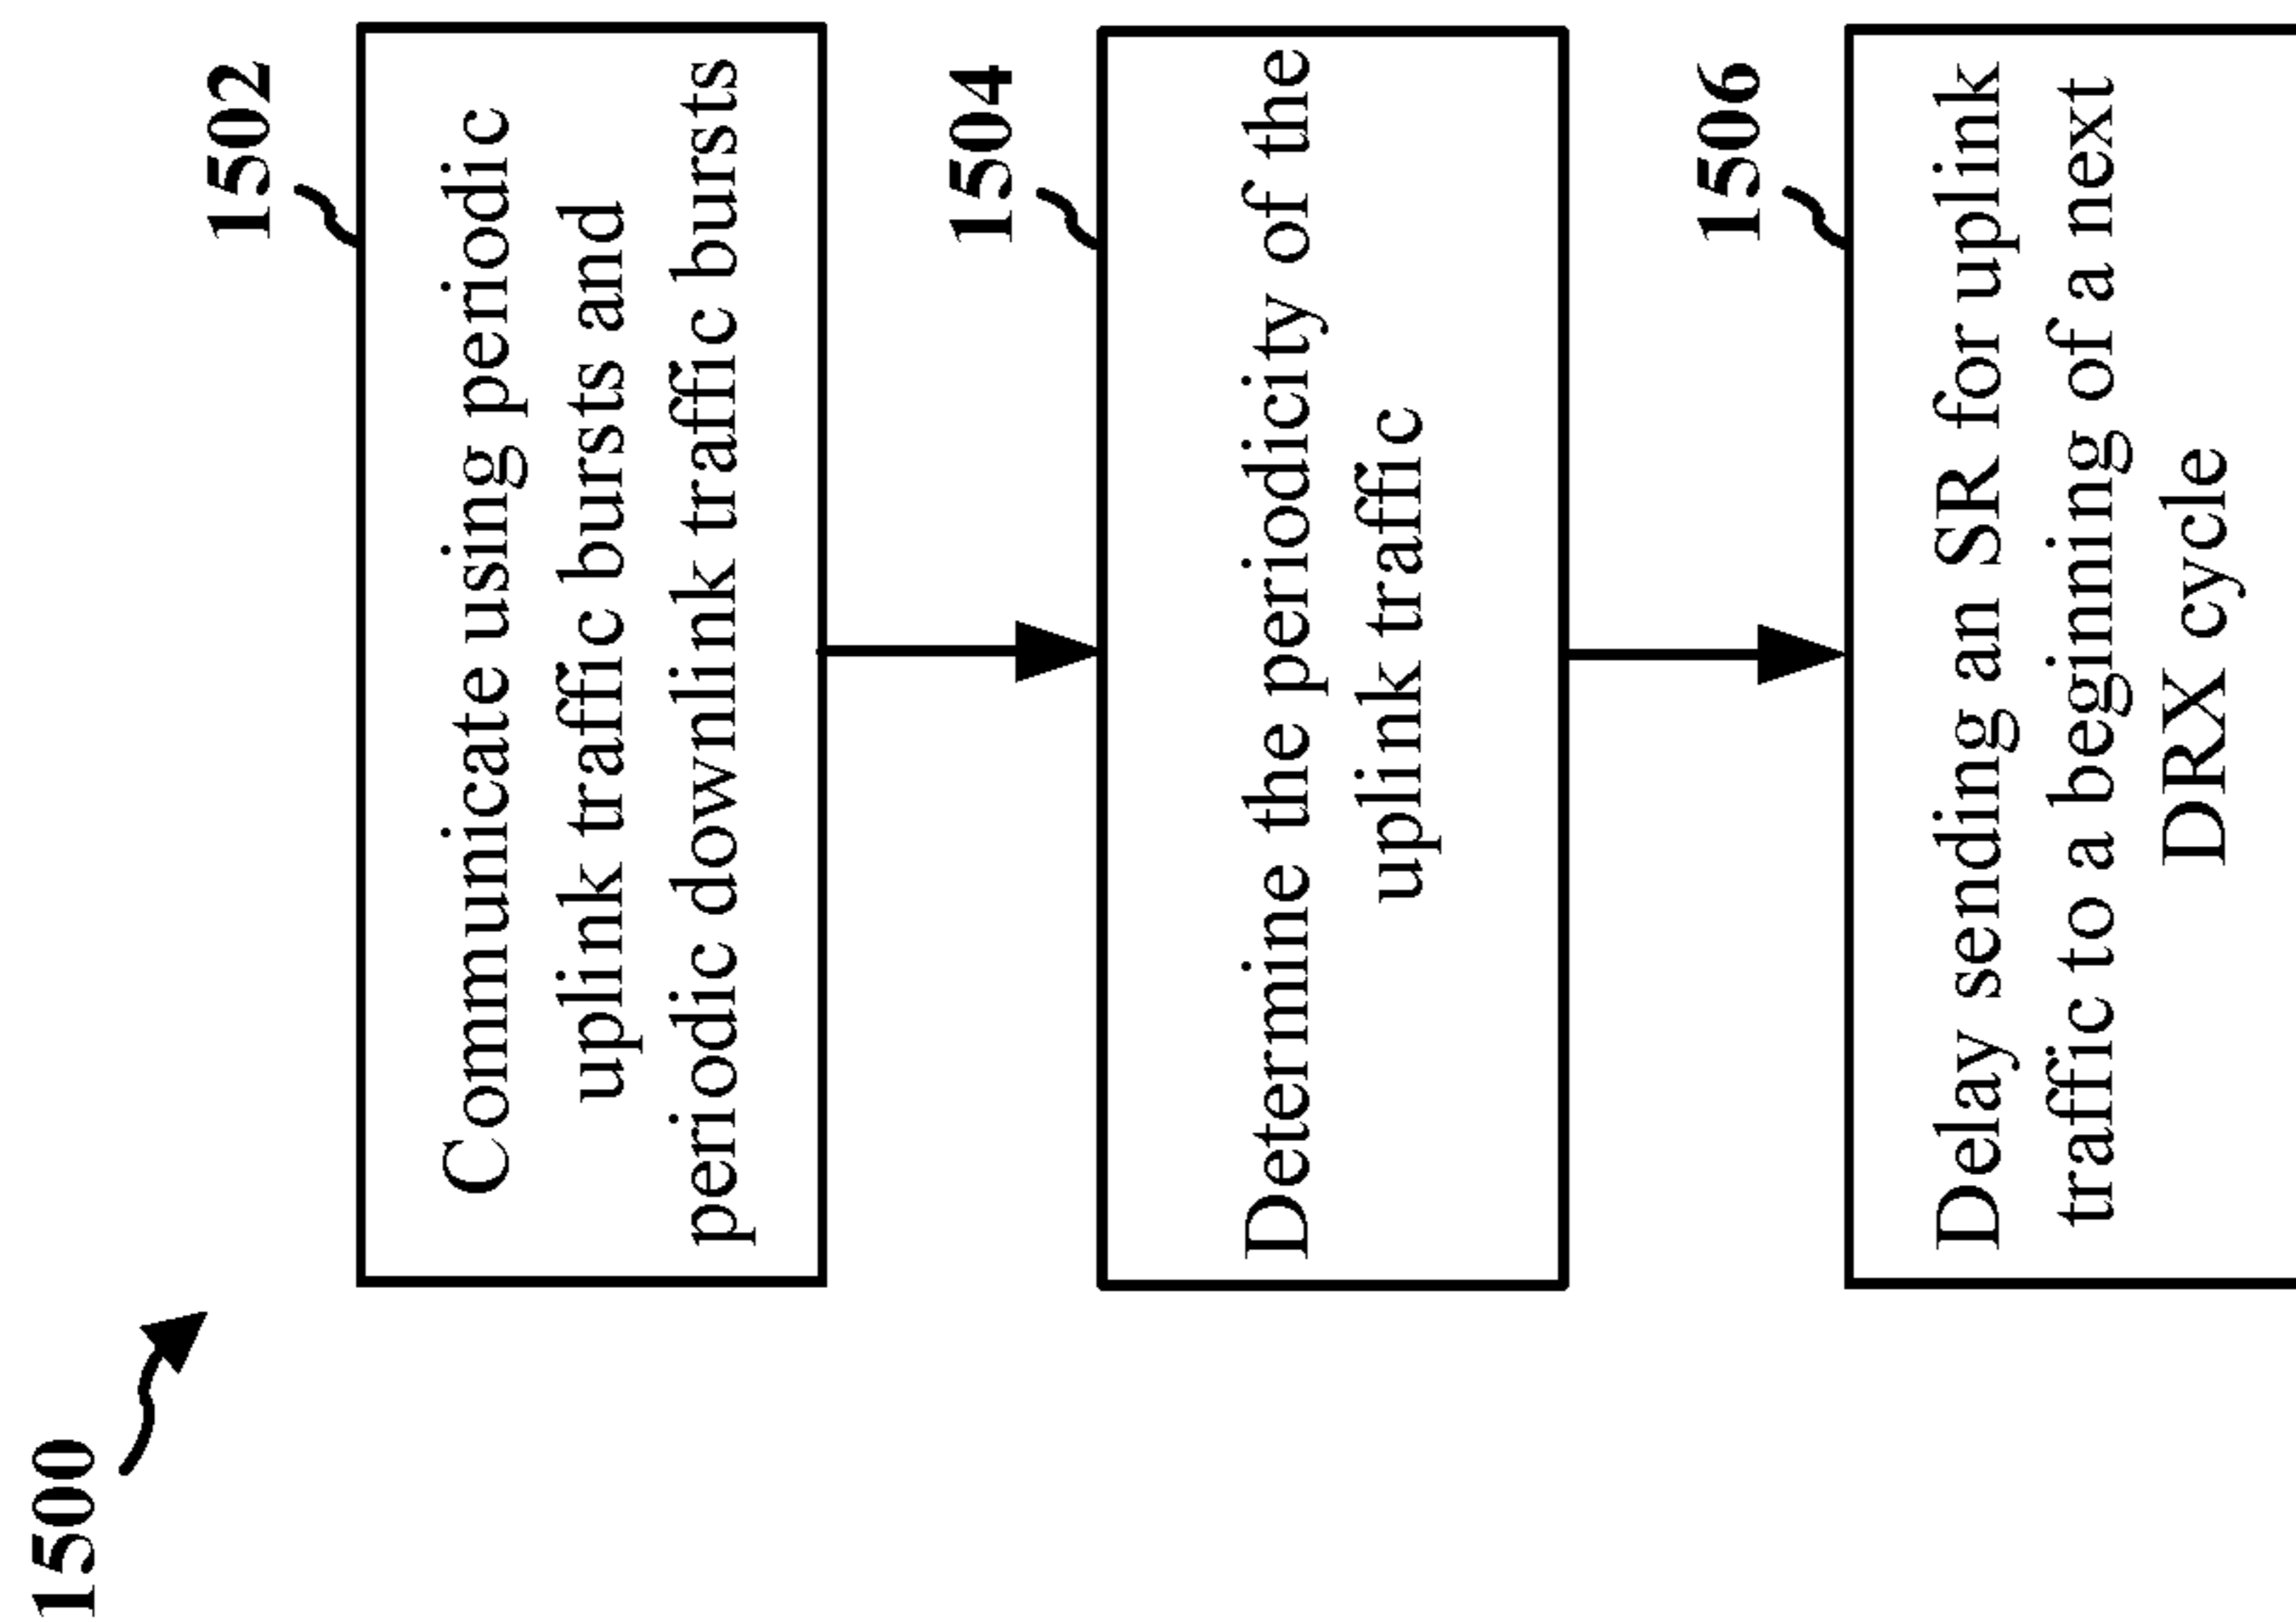 1500
1502
Communicate using periodic
uplink traffic bursts and
periodic downlink traffic bursts
1504
Determine the periodicity of the
uplink traffic
1506
Delay sending an SR for uplink
traffic to a beginning of a next
DRX cycle